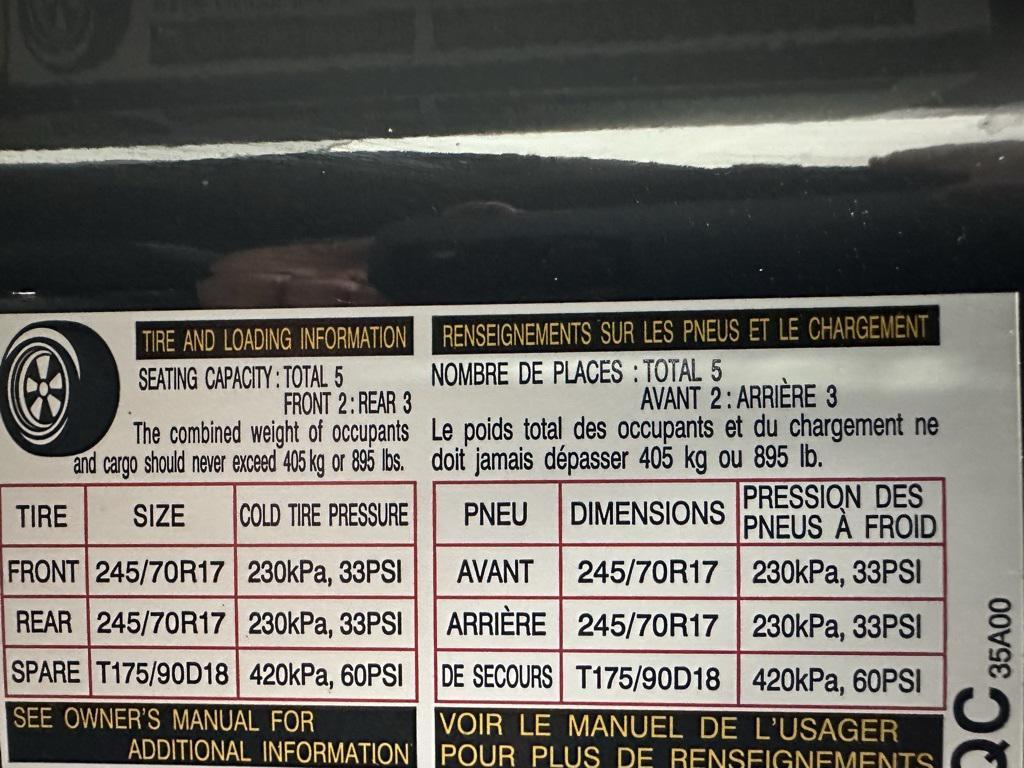 TIRE AND LOADING INFORMATION
SEATING CAPACITY : TOTAL 5
FRONT 2 : REAR 3
The combined weight of occupants
and cargo should never exceed 405 kg or 895 lbs.
TIRE SIZE COLD TIRE PRESSURE
FRONT 245/70R17 230kPa, 33PSI
REAR 245/70R17 230kPa, 33PSI
SPARE T175/90D18 420kPa, 60PSI
SEE OWNER'S MANUAL FOR
ADDITIONAL INFORMATION
RENSEIGNEMENTS SUR LES PNEUS ET LE CHARGEMENT
NOMBRE DE PLACES : TOTAL 5
AVANT 2 : ARRIÈRE 3
Le poids total des occupants et du chargement ne
doit jamais dépasser 405 kg ou 895 lb.
PNEU DIMENSIONS PRESSION DES
PNEUS À FROID
AVANT 245/70R17 230kPa, 33PSI
ARRIÈRE 245/70R17 230kPa, 33PSI
DE SECOURS T175/90D18 420kPa, 60PSI
VOIR LE MANUEL DE L'USAGER
POUR PLUS DE RENSEIGNEMENTS
QC 35A00